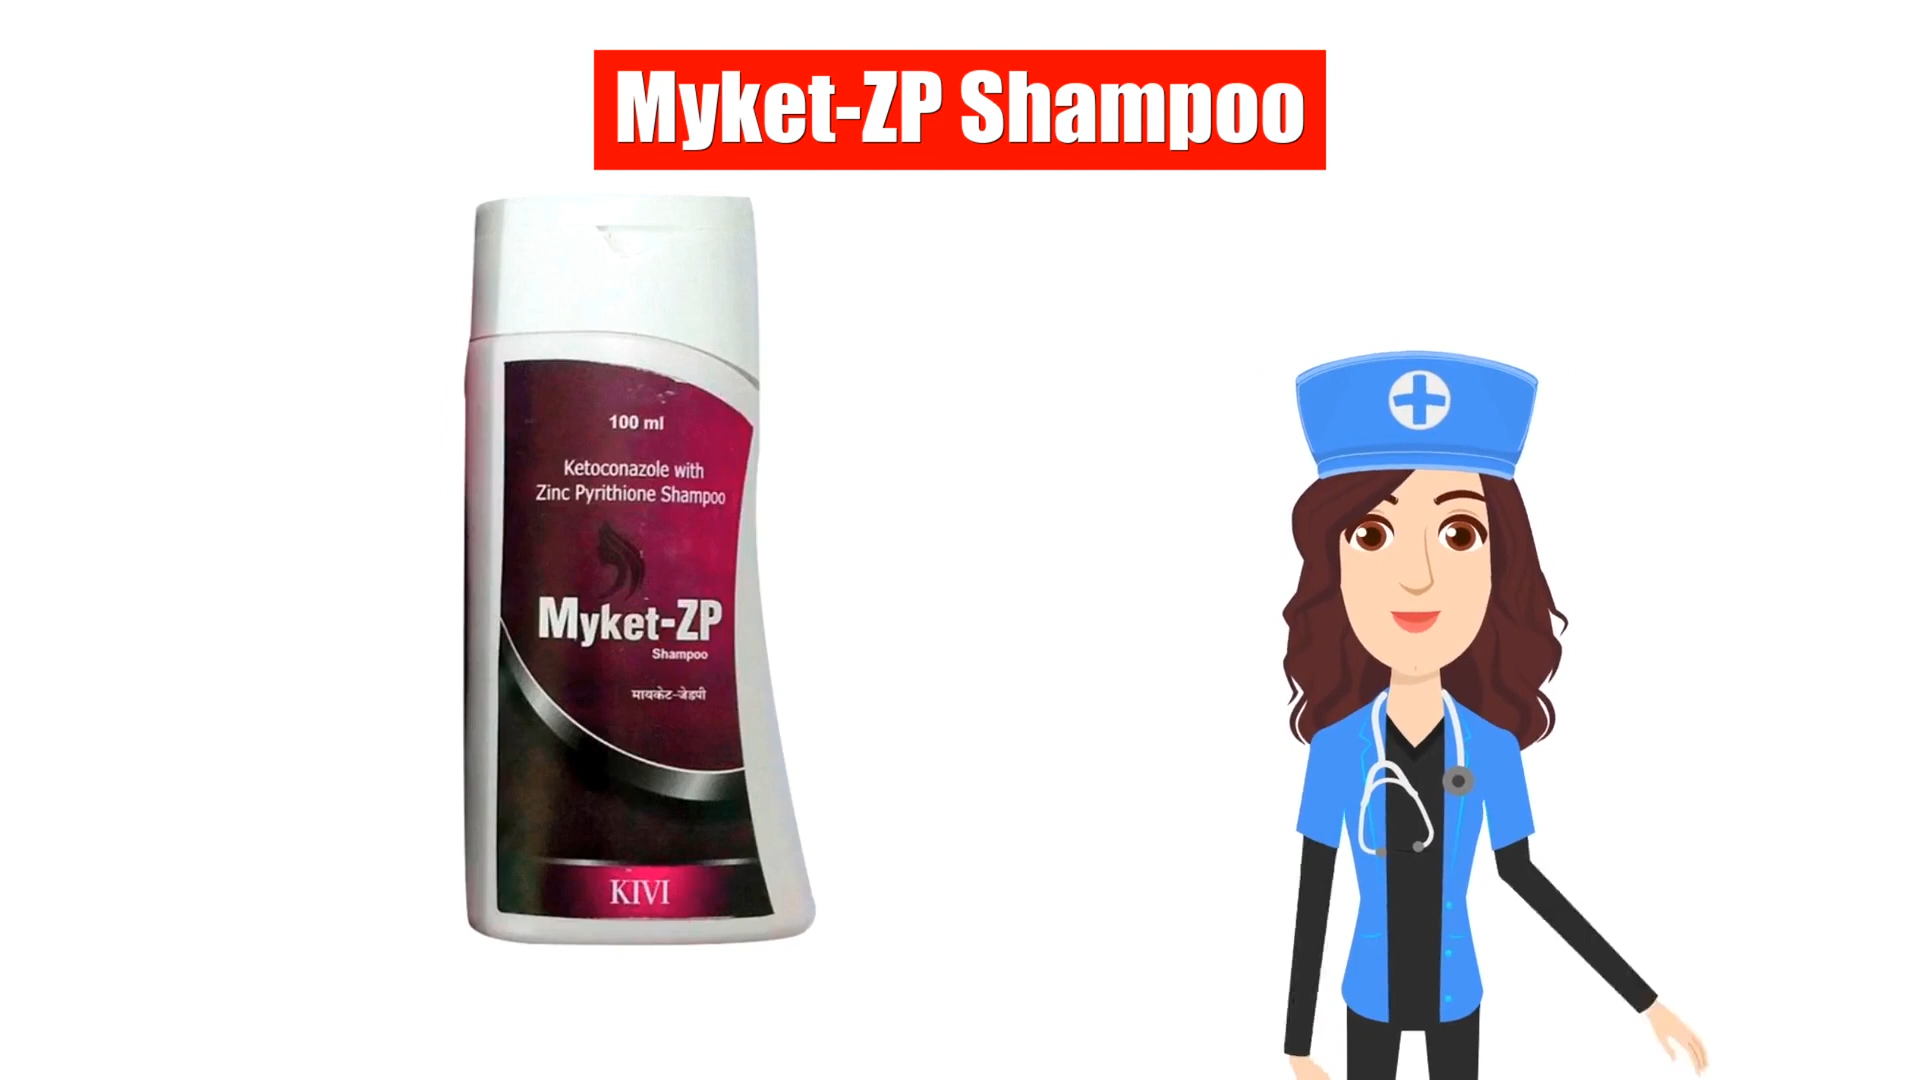 Myket-ZP Shampoo
100 ml
Ketoconazole with
Zinc Pyrithione Shampoo
Myket-ZP
Shampoo
मायकेट-जेडपी
KIVI